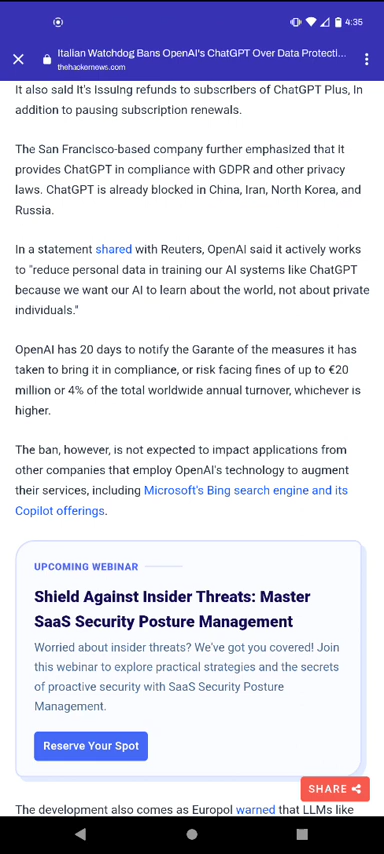 4:35
Italian Watchdog Bans OpenAI's ChatGPT Over Data Protecti...
thehackernews.com
It also said it's issuing refunds to subscribers of ChatGPT Plus, in
addition to pausing subscription renewals.
The San Francisco-based company further emphasized that it
provides ChatGPT in compliance with GDPR and other privacy
laws. ChatGPT is already blocked in China, Iran, North Korea, and
Russia.
In a statement shared with Reuters, OpenAI said it actively works
to "reduce personal data in training our AI systems like ChatGPT
because we want our AI to learn about the world, not about private
individuals."
OpenAI has 20 days to notify the Garante of the measures it has
taken to bring it in compliance, or risk facing fines of up to €20
million or 4% of the total worldwide annual turnover, whichever is
higher.
The ban, however, is not expected to impact applications from
other companies that employ OpenAI's technology to augment
their services, including Microsoft's Bing search engine and its
Copilot offerings.
UPCOMING WEBINAR
Shield Against Insider Threats: Master
SaaS Security Posture Management
Worried about insider threats? We've got you covered! Join
this webinar to explore practical strategies and the secrets
of proactive security with SaaS Security Posture
Management.
Reserve Your Spot
SHARE
The development also comes as Europol warned that LLMs like